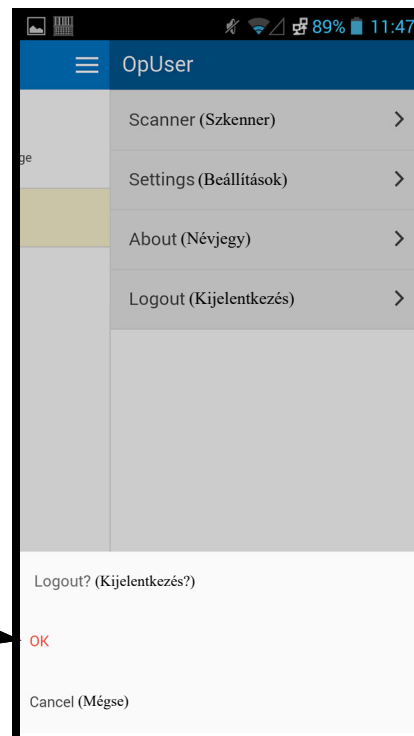 89% 11:47
OpUser
Scanner (Szkenner)
ge
Settings (Beállítások)
About (Névjegy)
Logout (Kijelentkezés)
Logout? (Kijelentkezés?)
OK
Cancel (Mégse)